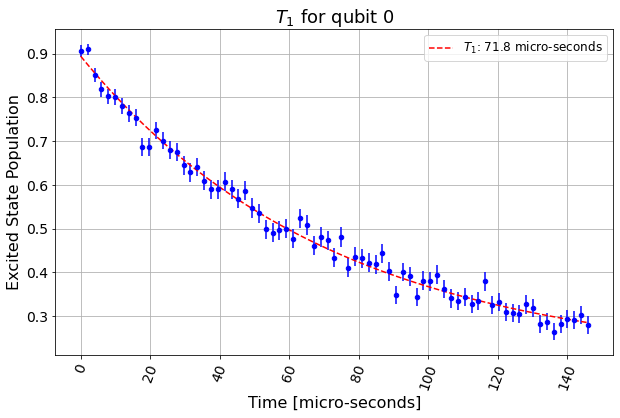 T₁ for qubit 0
T₁: 71.8 micro-seconds
Excited State Population
0.9
0.8
0.7
0.6
0.5
0.4
0.3
0 20 40 60 80 100 120 140
Time [micro-seconds]